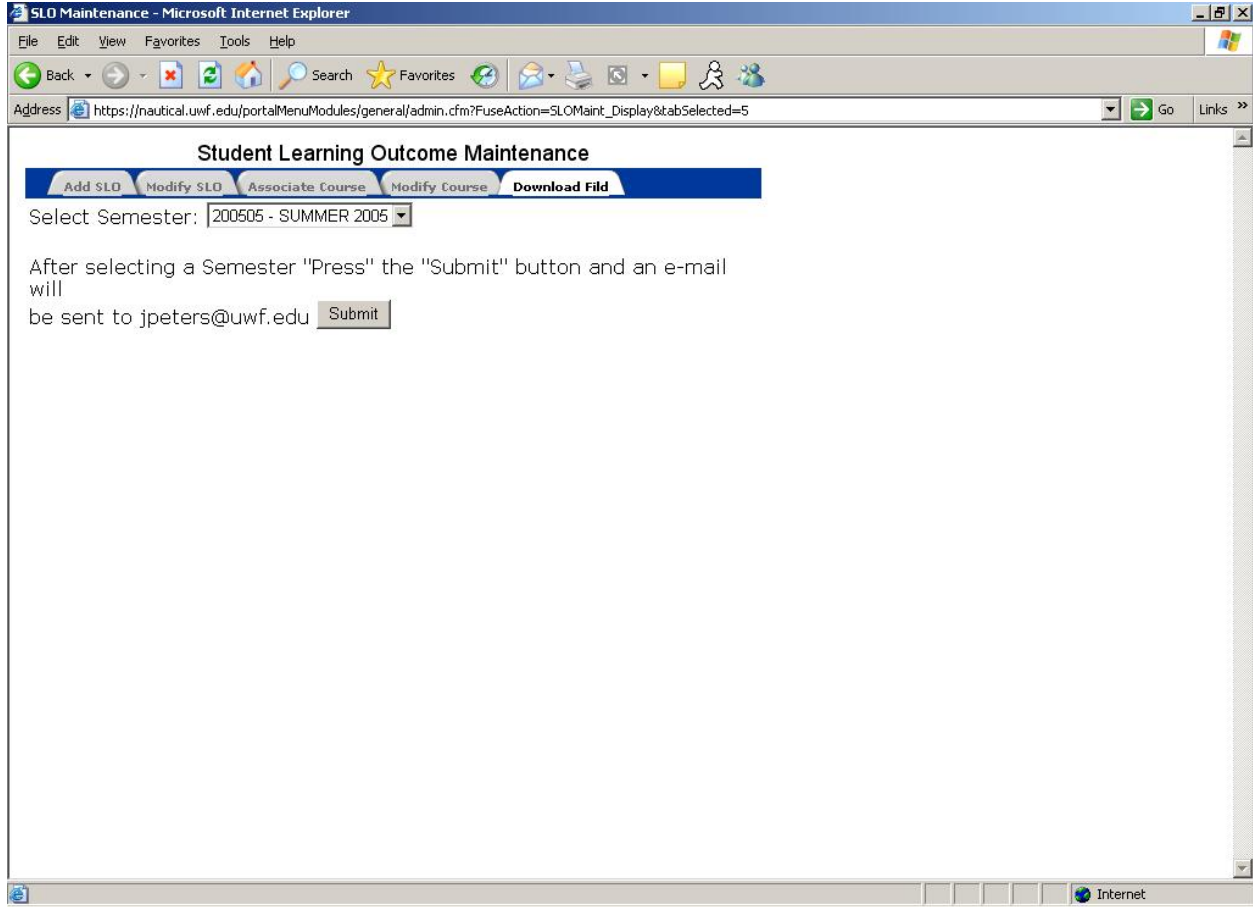 SLO Maintenance - Microsoft Internet Explorer
File Edit View Favorites Tools Help
Back Search Favorites
Address https://nautical.uwf.edu/portalMenuModules/general/admin.cfm?FuseAction=SLOMaint_Display&tabSelected=5 Go Links »
Student Learning Outcome Maintenance
Add SLO Modify SLO Associate Course Modify Course Download Fild
Select Semester: 200505 - SUMMER 2005
After selecting a Semester "Press" the "Submit" button and an e-mail
will
be sent to jpeters@uwf.edu Submit
Internet